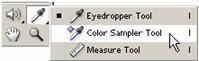 Eyedropper Tool I
Color Sampler Tool I
Measure Tool I